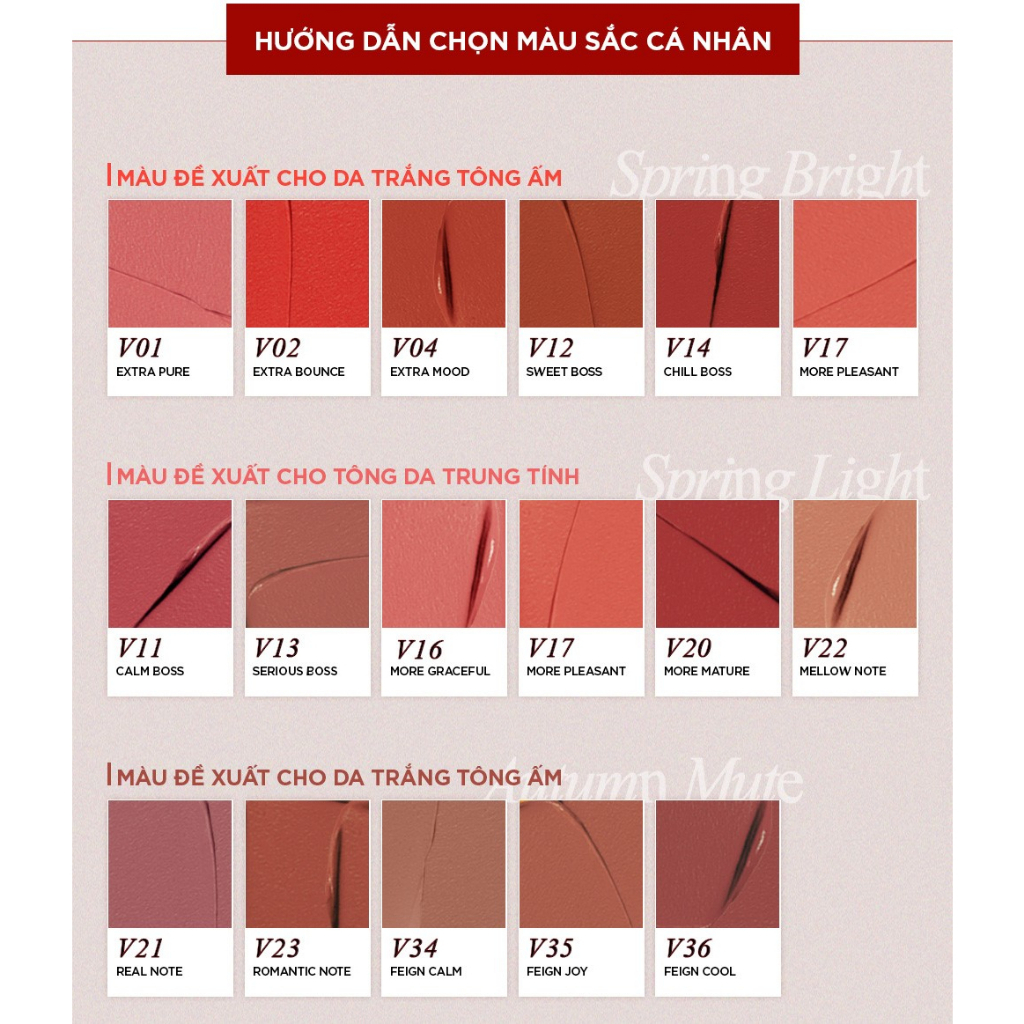 HƯỚNG DẪN CHỌN MÀU SẮC CÁ NHÂN
Spring Bright
MÀU ĐỀ XUẤT CHO DA TRẮNG TÔNG ẤM
V01 V02 V04 V12 V14 V17
EXTRA PURE EXTRA BOUNCE EXTRA MOOD SWEET BOSS CHILL BOSS MORE PLEASANT
Spring Light
MÀU ĐỀ XUẤT CHO TÔNG DA TRUNG TÍNH
V11 V13 V16 V17 V20 V22
CALM BOSS SERIOUS BOSS MORE GRACEFUL MORE PLEASANT MORE MATURE MELLOW NOTE
Autumn Mute
MÀU ĐỀ XUẤT CHO DA TRẮNG TÔNG ẤM
V21 V23 V34 V35 V36
REAL NOTE ROMANTIC NOTE FEIGN CALM FEIGN JOY FEIGN COOL